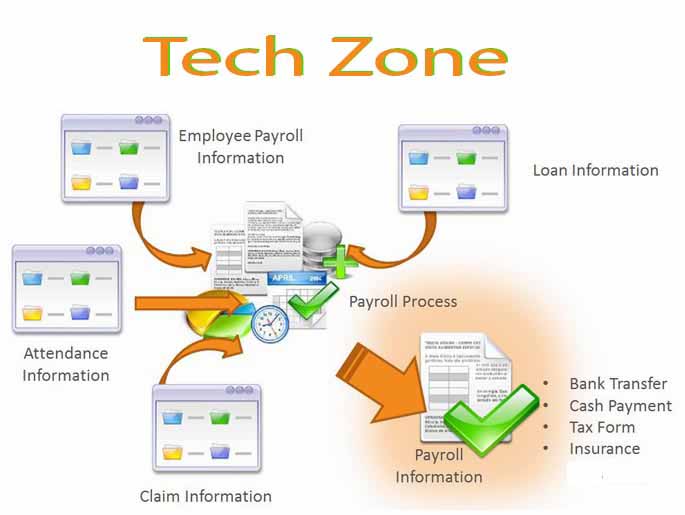 Tech Zone
Employee Payroll
Information
Loan Information
APRIL
Payroll Process
Attendance
Information
Claim Information
Payroll
Information
• Bank Transfer
• Cash Payment
• Tax Form
• Insurance